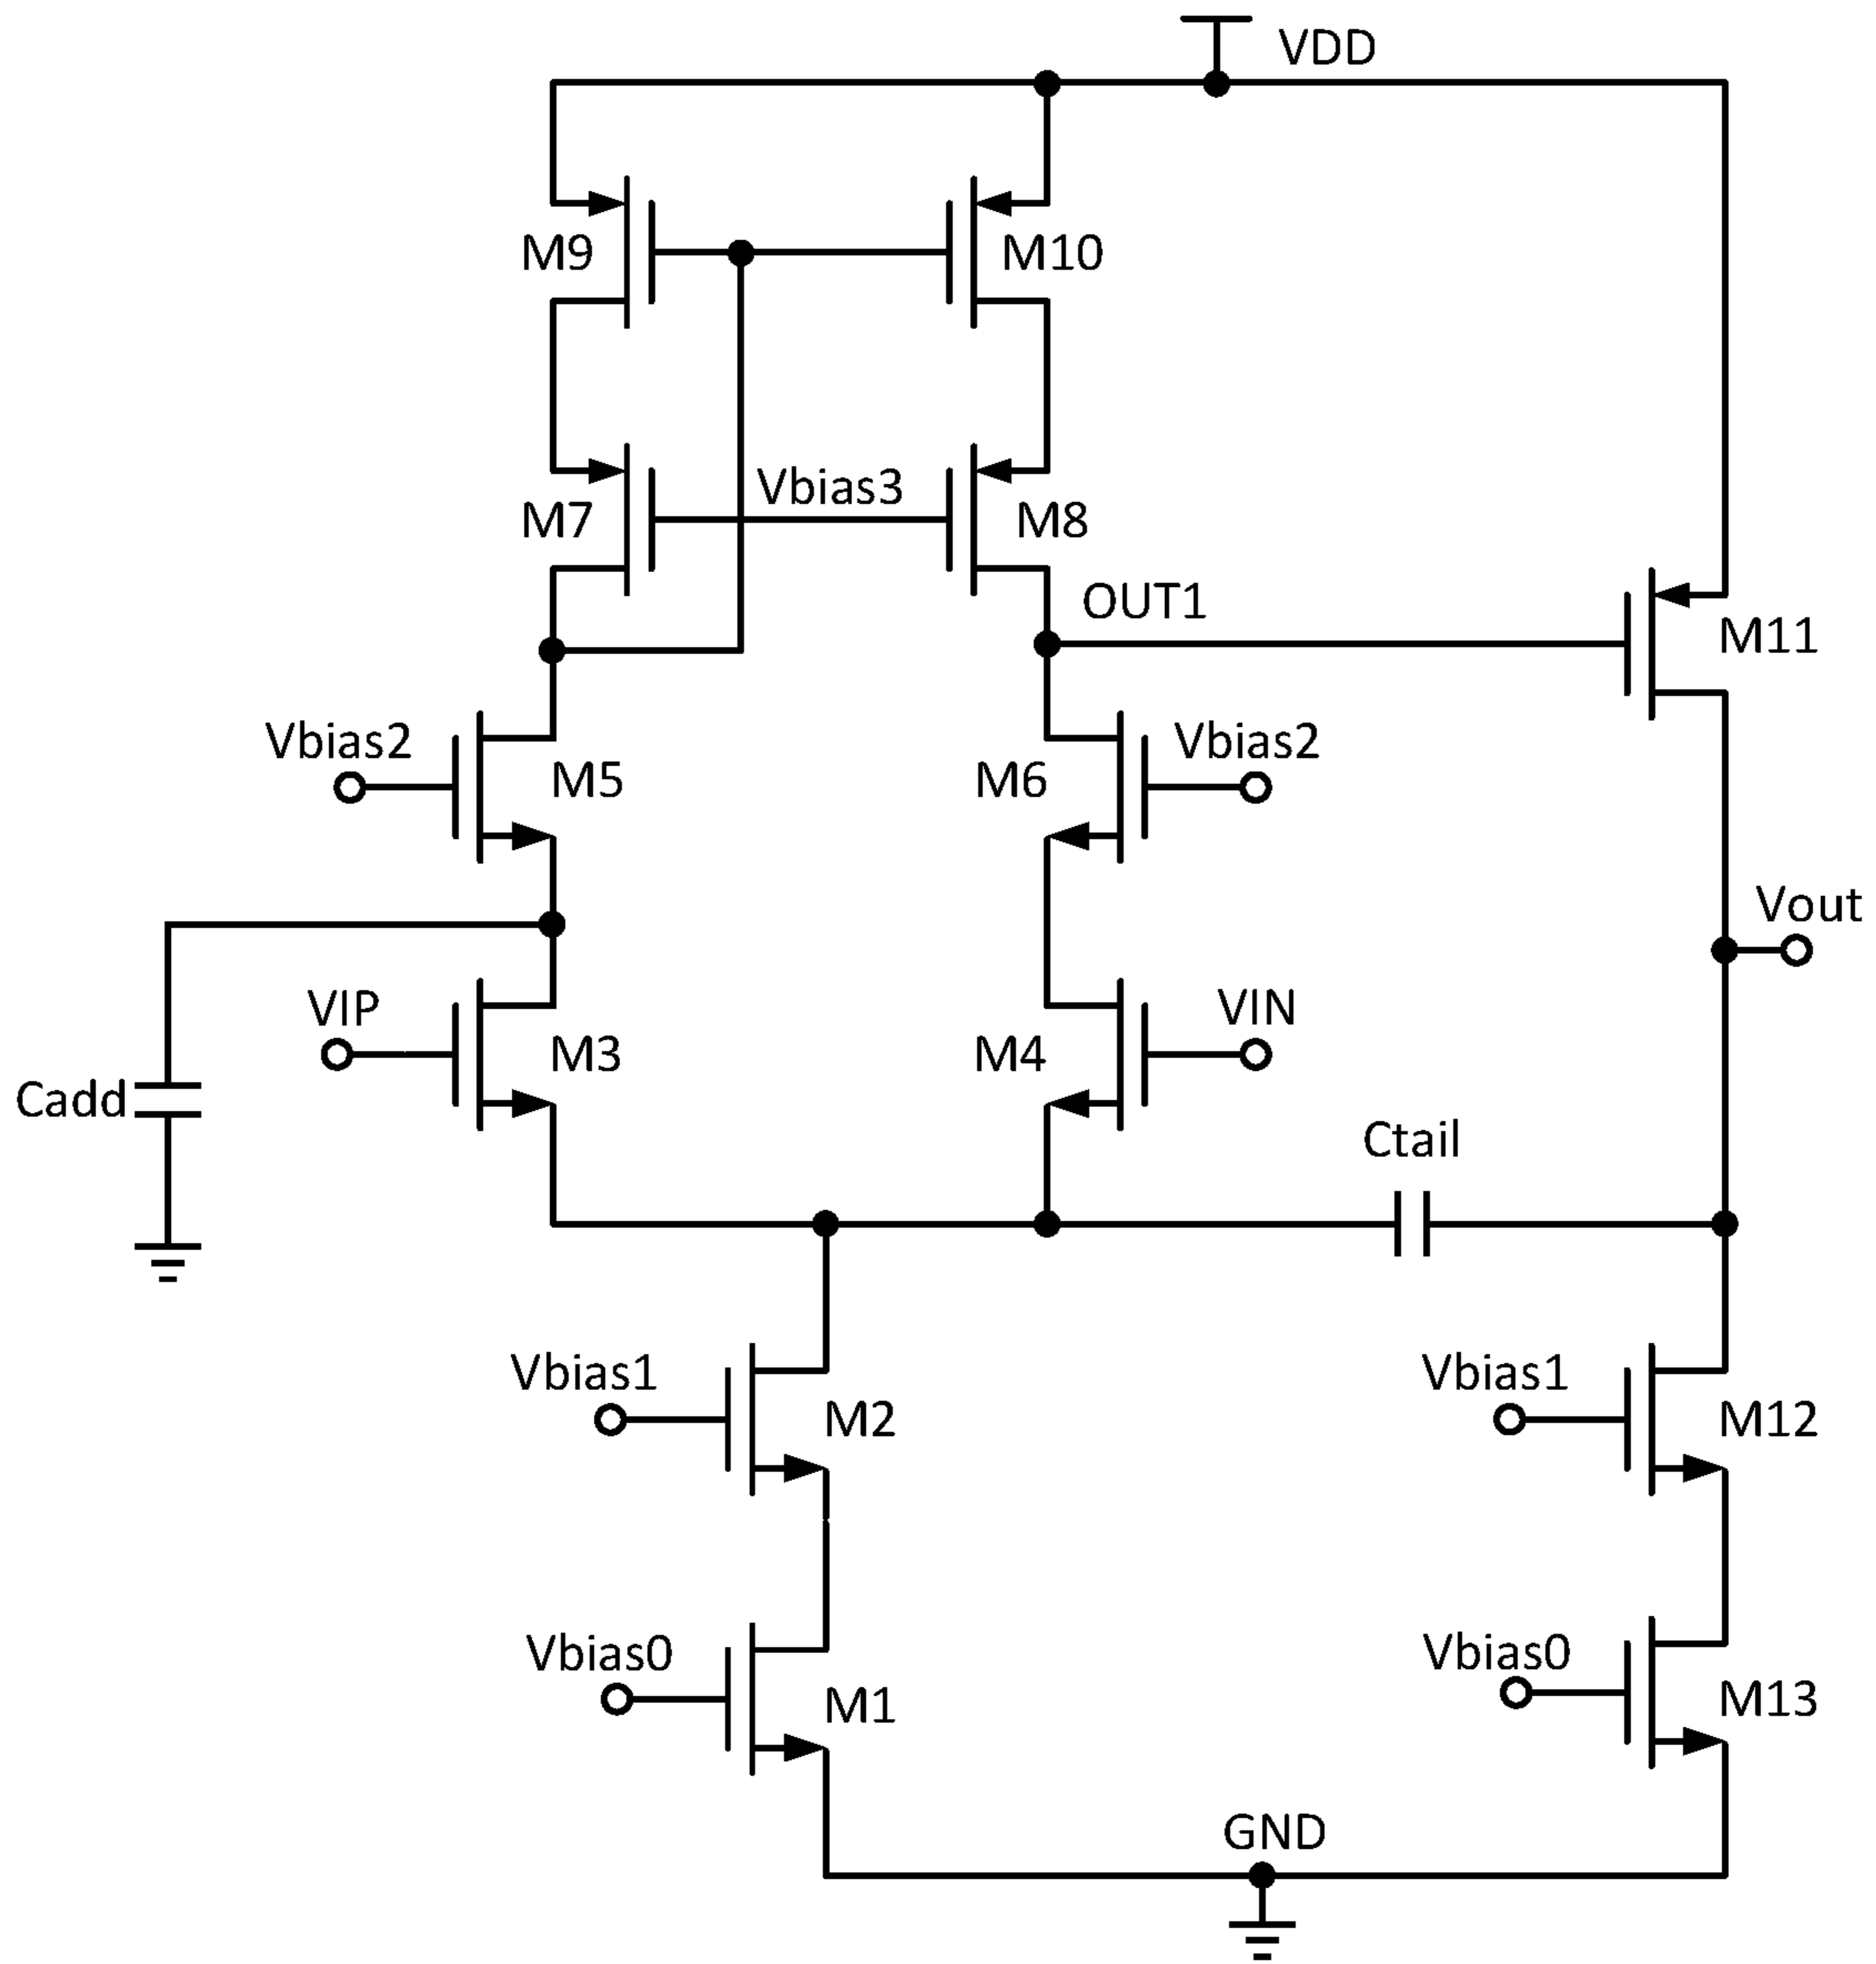 VDD
M9
M10
Vbias3
M7
M8
OUT1
M11
Vbias2
Vbias2
M5
M6
Vout
VIP
VIN
M3
M4
Cadd
Ctail
Vbias1
Vbias1
M2
M12
Vbias0
Vbias0
M1
M13
GND